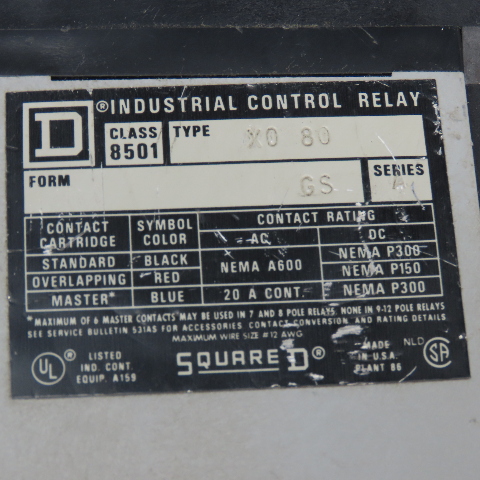 D ® INDUSTRIAL CONTROL RELAY
CLASS 8501 TYPE XO 80
FORM GS SERIES A
CONTACT CARTRIDGE SYMBOL COLOR CONTACT RATING
AC DC
STANDARD BLACK NEMA A600 NEMA P300
OVERLAPPING RED NEMA P150
MASTER* BLUE 20 A CONT. NEMA P300
*MAXIMUM OF 6 MASTER CONTACTS MAY BE USED IN 7 AND 8 POLE RELAYS. NONE IN 9-12 POLE RELAYS
SEE SERVICE BULLETIN 531AS FOR ACCESSORIES CONTACT CONVERSION AND RATING DETAILS.
MAXIMUM WIRE SIZE #12 AWG
UL ® LISTED IND. CONT. EQUIP. A159
SQUARE D ®
MADE IN U.S.A. PLANT 86
NLD SA